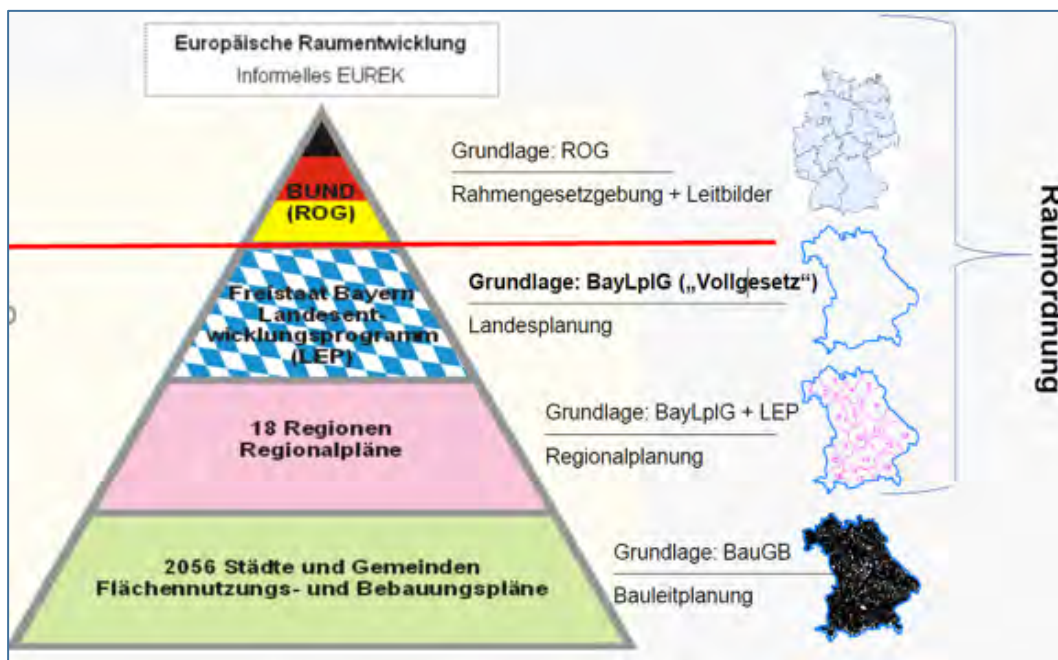 Europäische Raumentwicklung
Informelles EUREK
BUND
(ROG)
Grundlage: ROG
Rahmengesetzgebung + Leitbilder
Freistaat Bayern
Landesent-
wicklungsprogramm
(LEP)
Grundlage: BayLplG („Vollgesetz“)
Landesplanung
18 Regionen
Regionalpläne
Grundlage: BayLplG + LEP
Regionalplanung
2056 Städte und Gemeinden
Flächennutzungs- und Bebauungspläne
Grundlage: BauGB
Bauleitplanung
Raumordnung